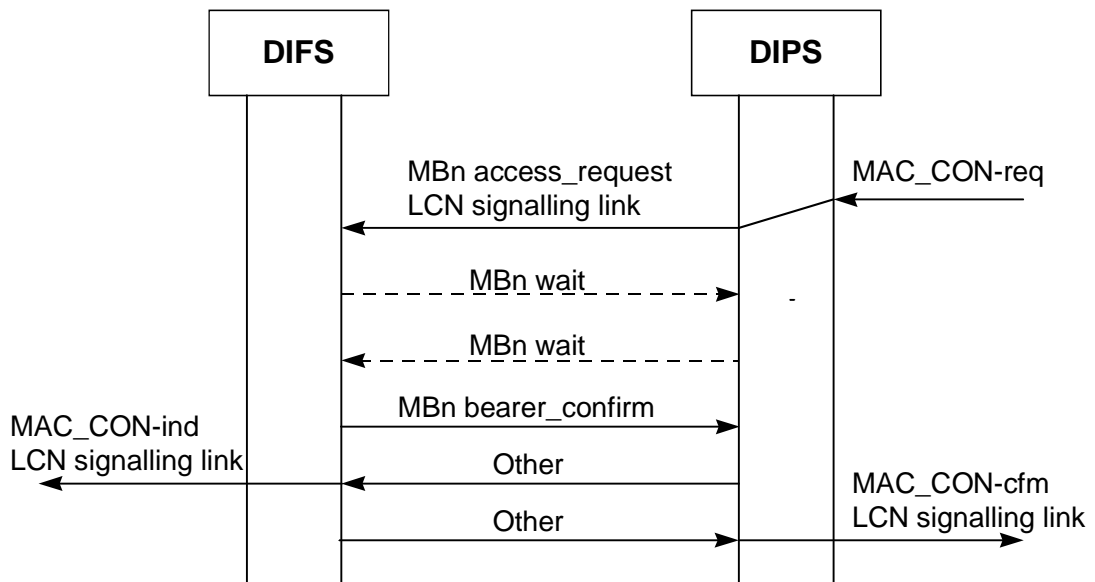 DIFS
DIPS
MBn access_request
LCN signalling link
MAC_CON-req
MBn wait
-
MBn wait
MBn bearer_confirm
MAC_CON-ind
LCN signalling link
Other
MAC_CON-cfm
LCN signalling link
Other